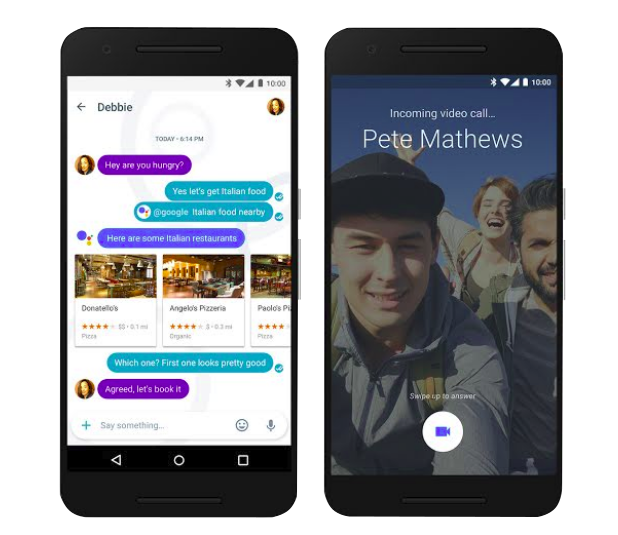 10:00
Debbie
TODAY • 6:14 PM
Hey are you hungry?
Yes let's get Italian food
@google Italian food nearby
Here are some Italian restaurants
Donatello's
Angelo's Pizzeria
Paolo's Pi
$$ • 0.1 mi
$ • 0.3 mi
Pizza
Organic
Pizza
Which one? First one looks pretty good
Agreed, let's book it
Say something...
10:00
Incoming video call...
Pete Mathews
Swipe up to answer